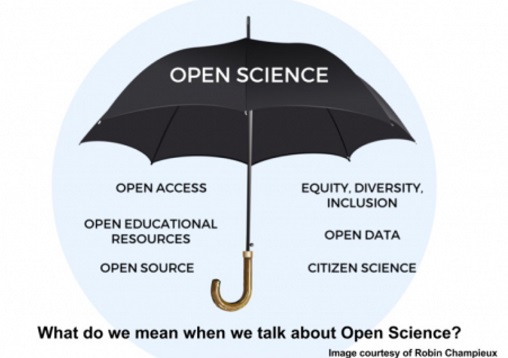 OPEN SCIENCE
OPEN ACCESS
OPEN EDUCATIONAL
RESOURCES
OPEN SOURCE
EQUITY, DIVERSITY,
INCLUSION
OPEN DATA
CITIZEN SCIENCE
What do we mean when we talk about Open Science?
Image courtesy of Robin Champieux